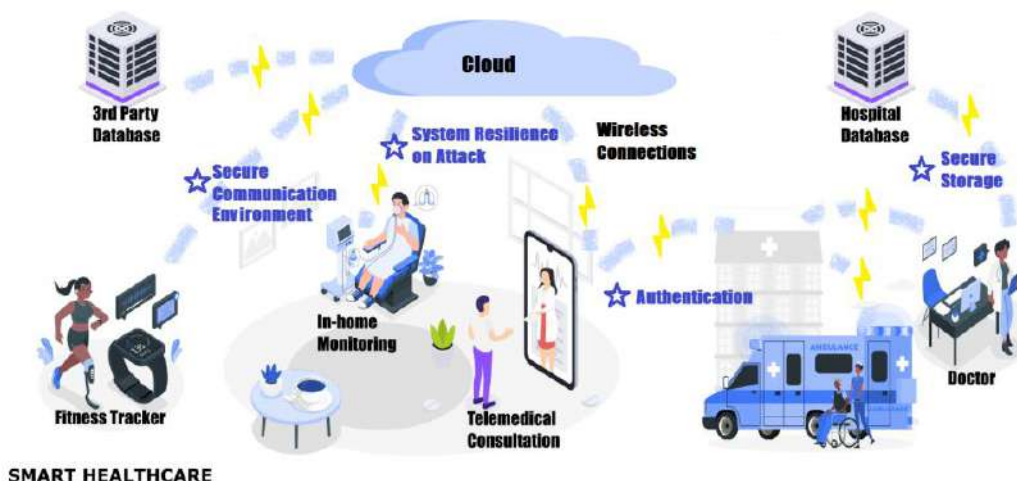 Cloud
3rd Party
Database
Hospital
Database
System Resilience
on Attack
Wireless
Connections
Secure
Communication
Environment
Secure
Storage
Authentication
AMBULANCE
In-home
Monitoring
Doctor
Fitness Tracker
Telemedical
Consultation
SMART HEALTHCARE